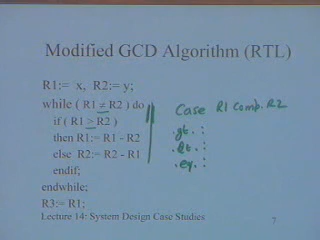 Modified GCD Algorithm (RTL)
R1:= x, R2:= y;
while ( R1 ≠ R2 ) do
if ( R1 > R2 )
then R1:= R1 - R2
else R2:= R2 - R1
endif;
endwhile;
R3:= R1;
Case R1 Comp. R2
.gt. :
.lt. :
.eq. :
Lecture 14: System Design Case Studies
7